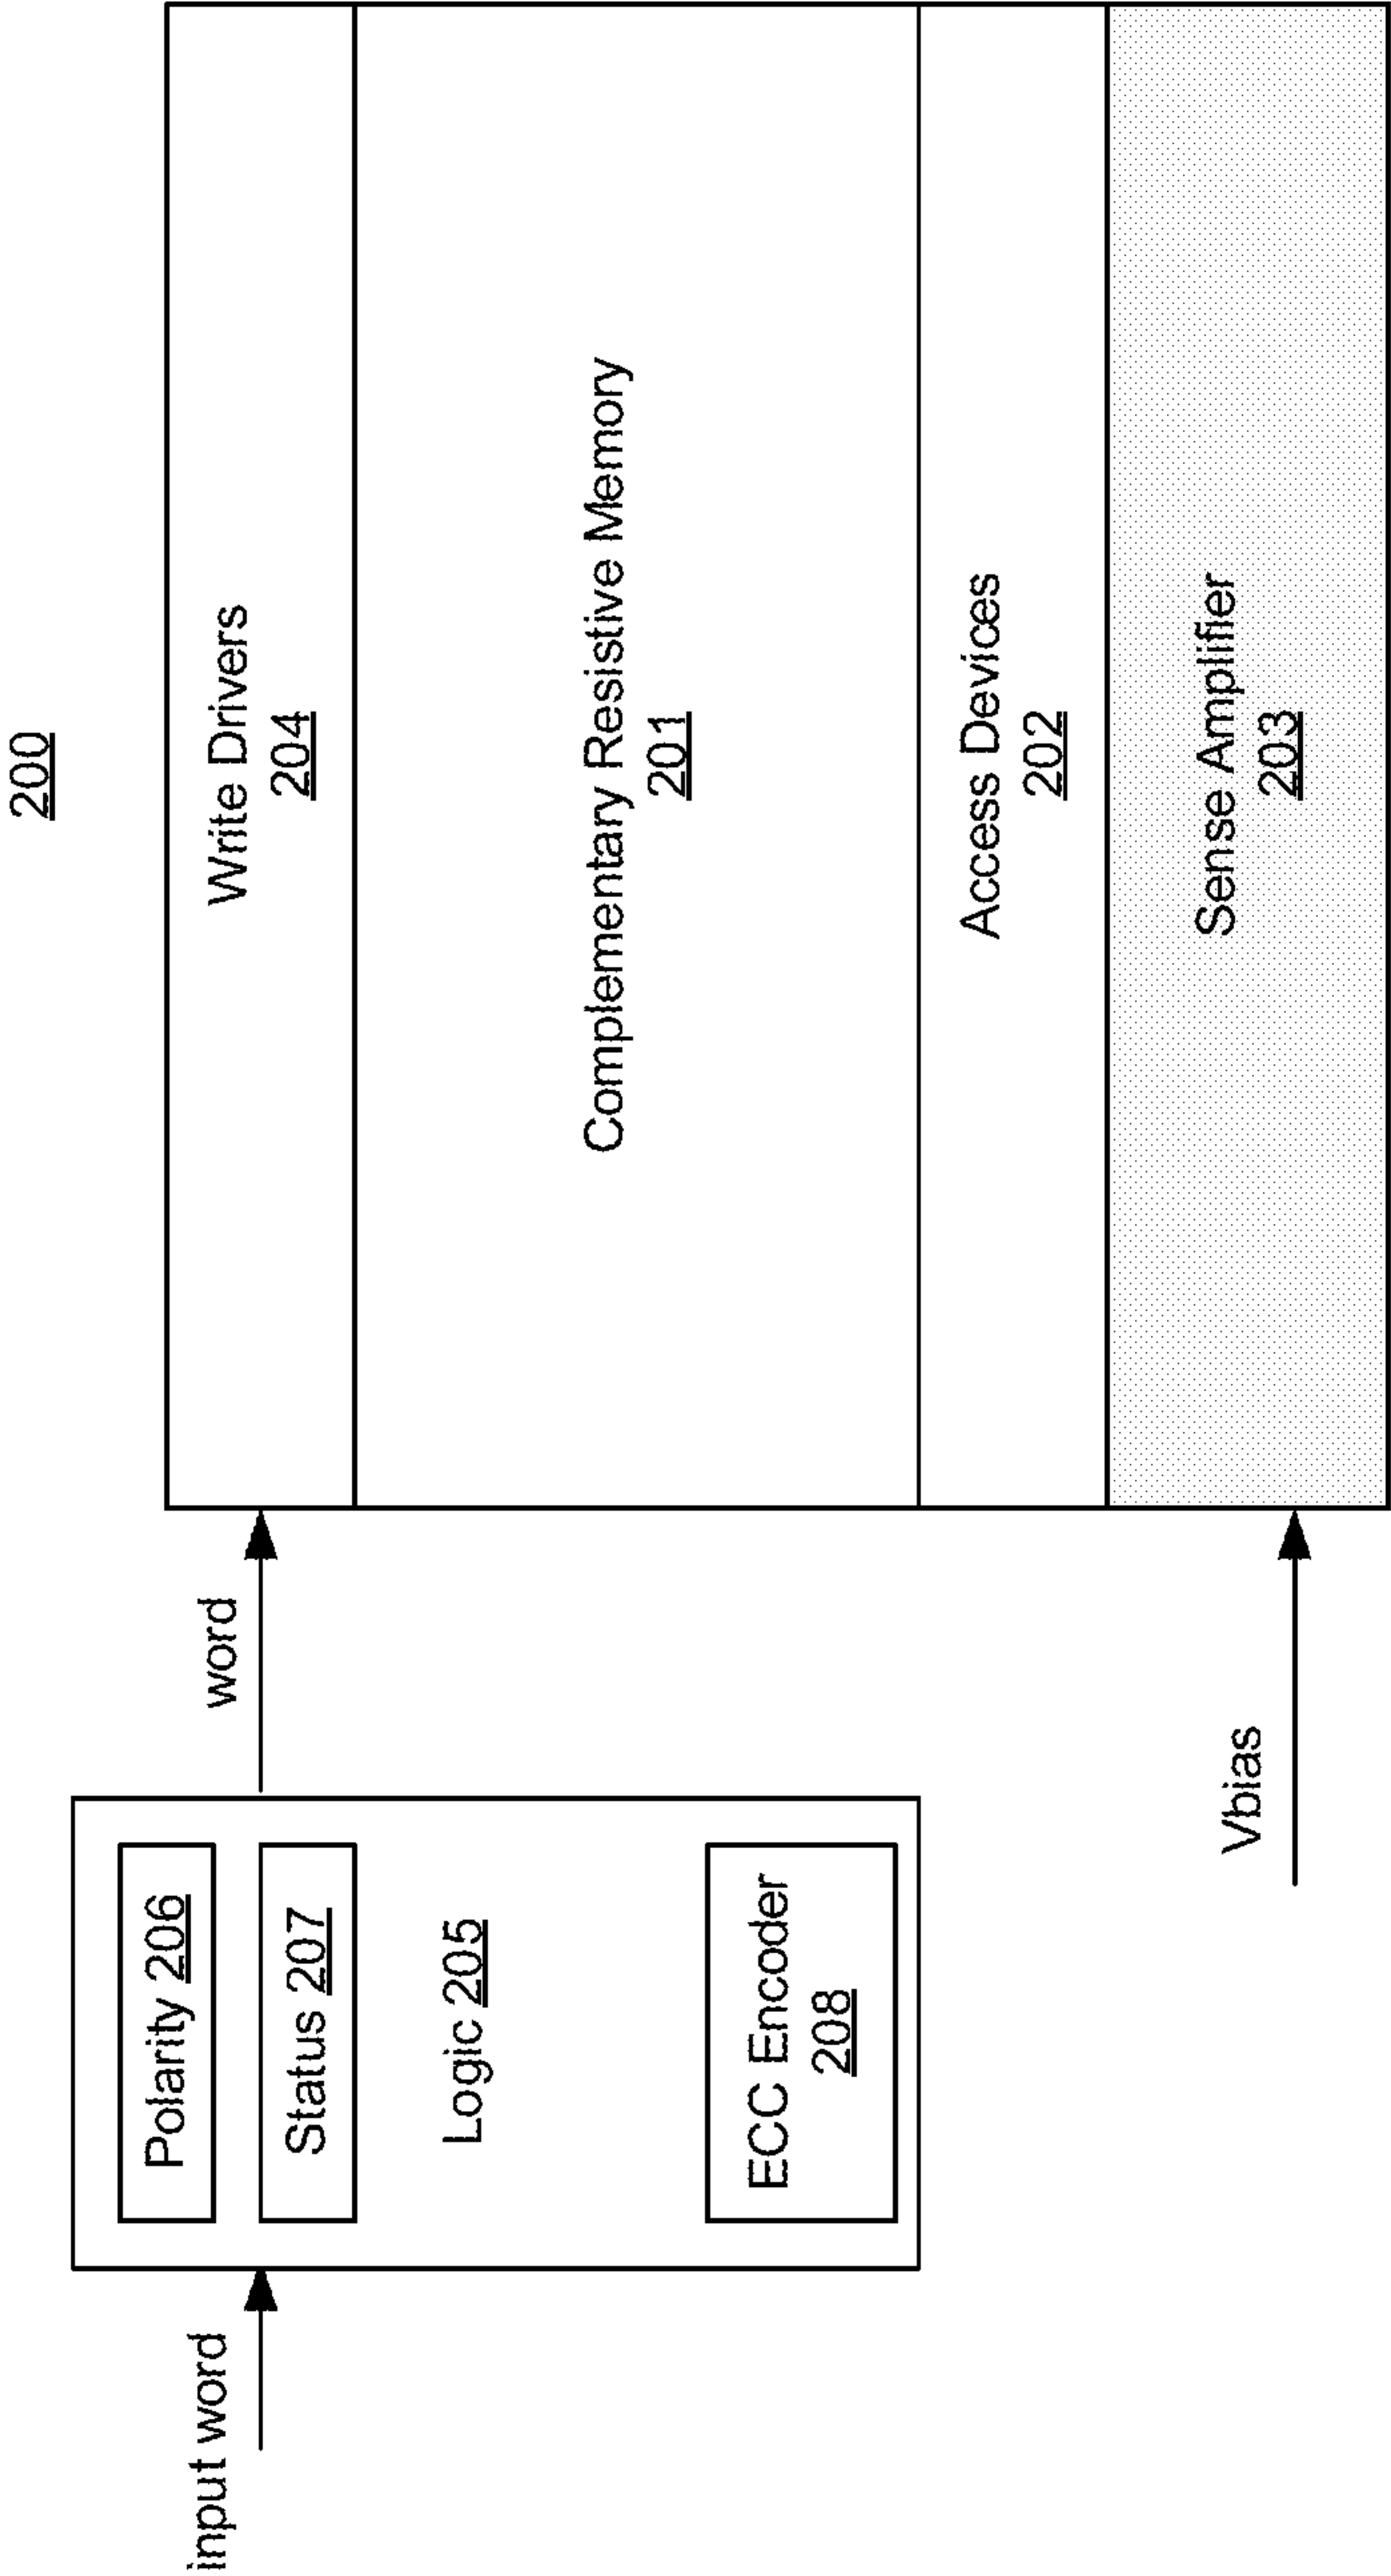 200
input word
Polarity 206
Status 207
Logic 205
ECC Encoder
208
word
Write Drivers
204
Complementary Resistive Memory
201
Access Devices
202
Vbias
Sense Amplifier
203